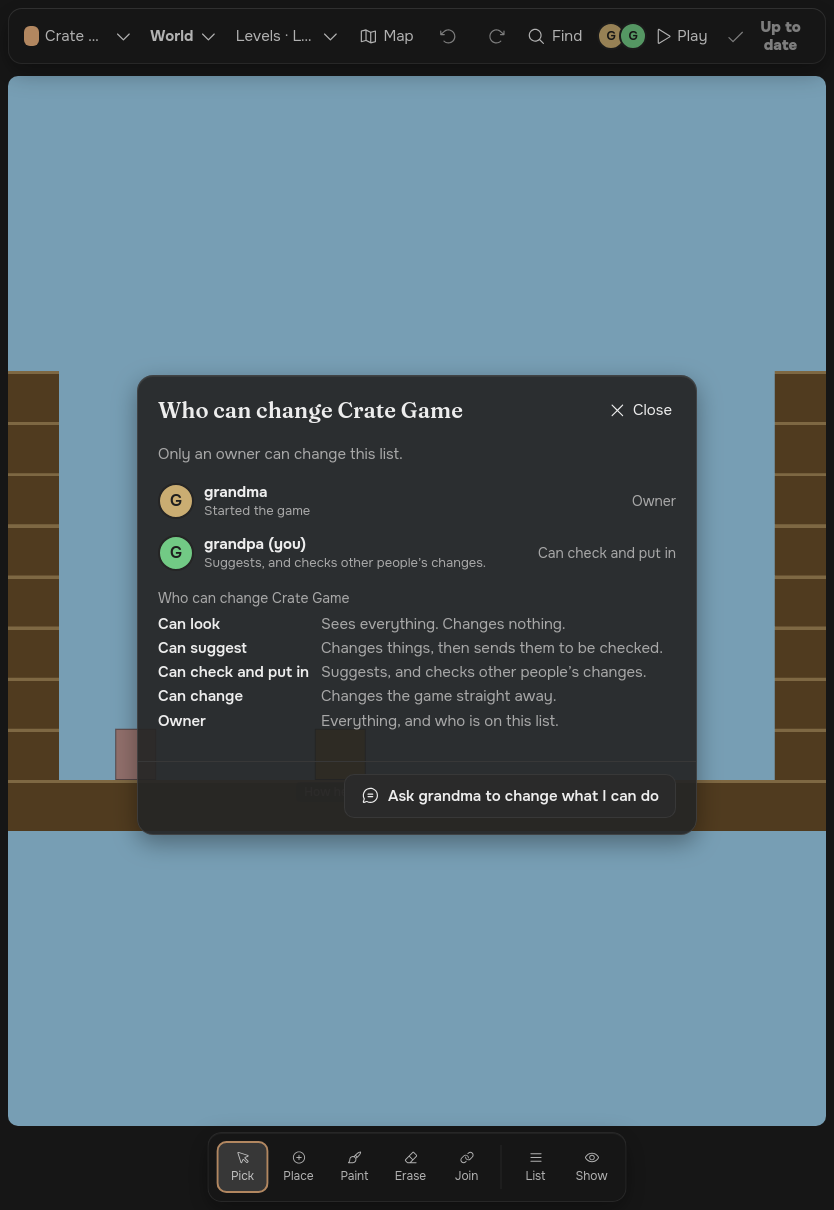 Crate ...
World
Levels · L...
Map
Find
G
G
Play
Up to
date
Who can change Crate Game
Close
Only an owner can change this list.
G
grandma
Started the game
Owner
G
grandpa (you)
Suggests, and checks other people's changes.
Can check and put in
Who can change Crate Game
Can look Sees everything. Changes nothing.
Can suggest Changes things, then sends them to be checked.
Can check and put in Suggests, and checks other people's changes.
Can change Changes the game straight away.
Owner Everything, and who is on this list.
Ask grandma to change what I can do
Pick
Place
Paint
Erase
Join
List
Show